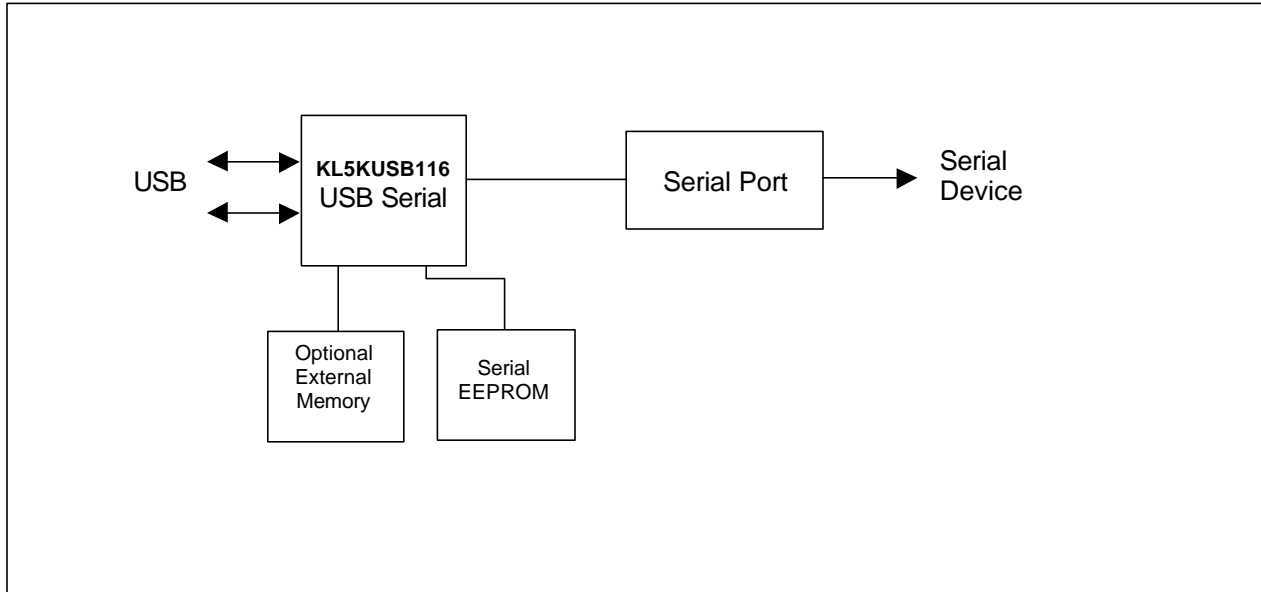 USB
KL5KUSB116
USB Serial
Serial Port
Serial
Device
Optional
External
Memory
Serial
EEPROM